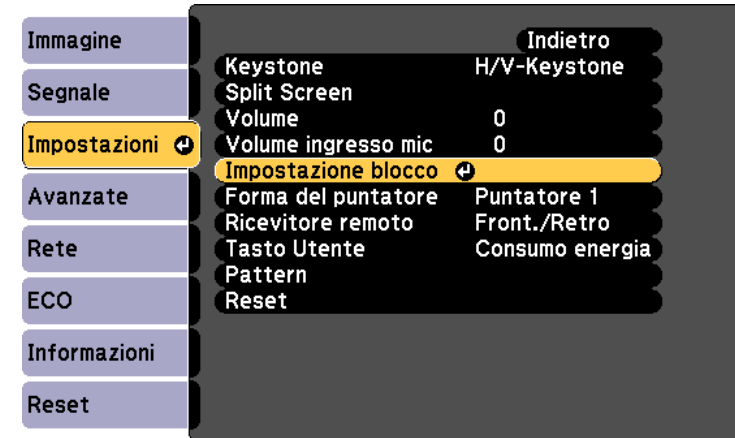 Immagine
Segnale
Impostazioni
Avanzate
Rete
ECO
Informazioni
Reset
Indietro
Keystone H/V-Keystone
Split Screen
Volume 0
Volume ingresso mic 0
Impostazione blocco
Forma del puntatore Puntatore 1
Ricevitore remoto Front./Retro
Tasto Utente Consumo energia
Pattern
Reset